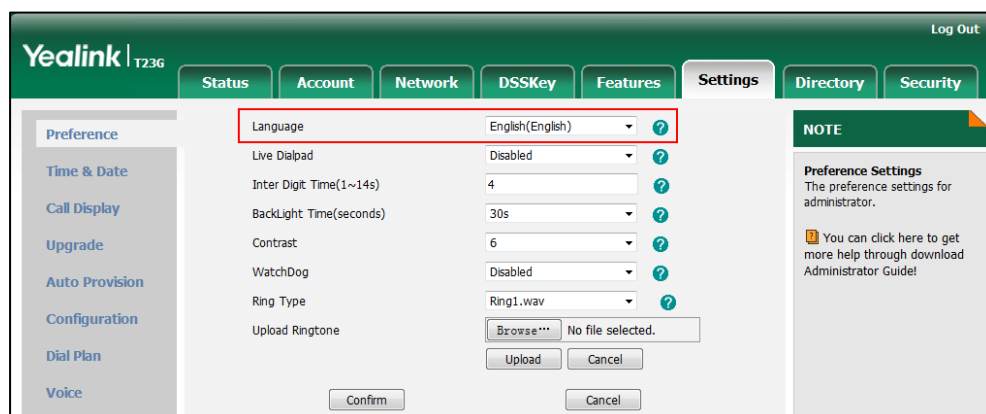 Log Out
Yealink T23G
Status Account Network DSSKey Features Settings Directory Security
Preference
Time & Date
Call Display
Upgrade
Auto Provision
Configuration
Dial Plan
Voice
Language English(English)
Live Dialpad Disabled
Inter Digit Time(1~14s) 4
BackLight Time(seconds) 30s
Contrast 6
WatchDog Disabled
Ring Type Ring1.wav
Upload Ringtone Browse… No file selected.
Upload Cancel
Confirm Cancel
NOTE
Preference Settings
The preference settings for
administrator.
You can click here to get
more help through download
Administrator Guide!